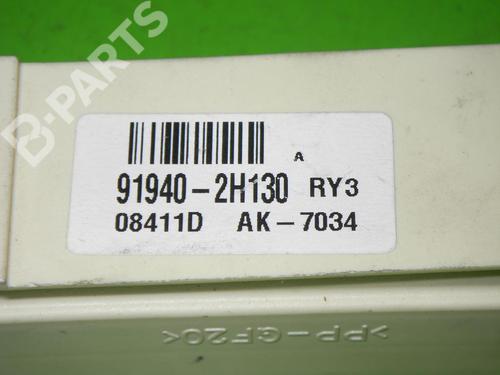 B-PARTS
A
91940-2H130 RY3
08411D AK-7034
>PP-GF20<